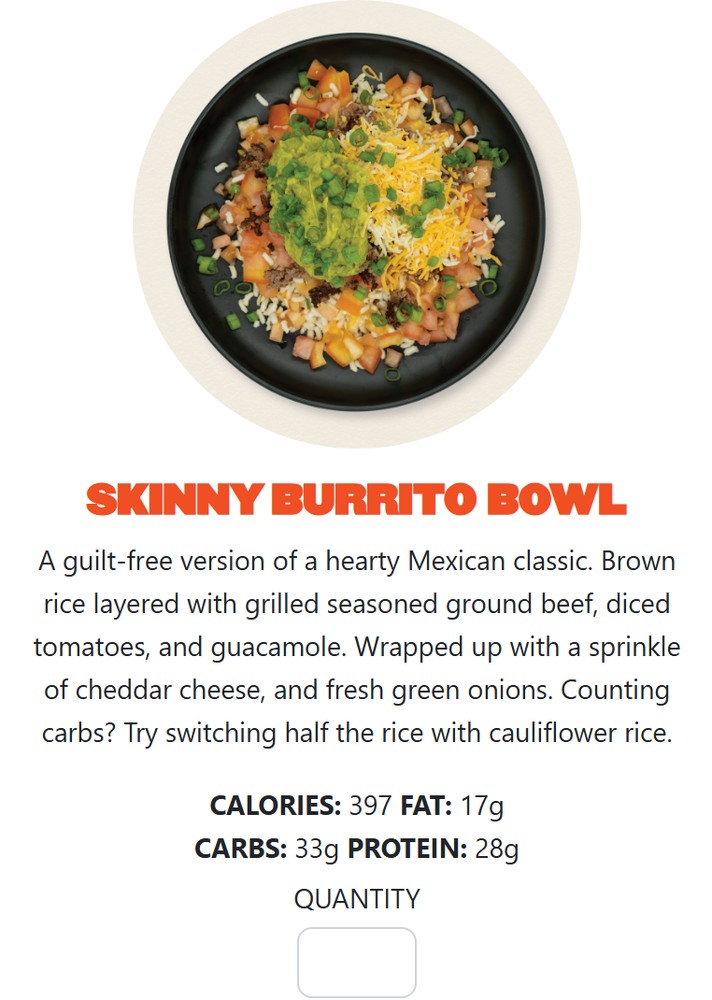 SKINNY BURRITO BOWL
A guilt-free version of a hearty Mexican classic. Brown
rice layered with grilled seasoned ground beef, diced
tomatoes, and guacamole. Wrapped up with a sprinkle
of cheddar cheese, and fresh green onions. Counting
carbs? Try switching half the rice with cauliflower rice.
CALORIES: 397 FAT: 17g
CARBS: 33g PROTEIN: 28g
QUANTITY